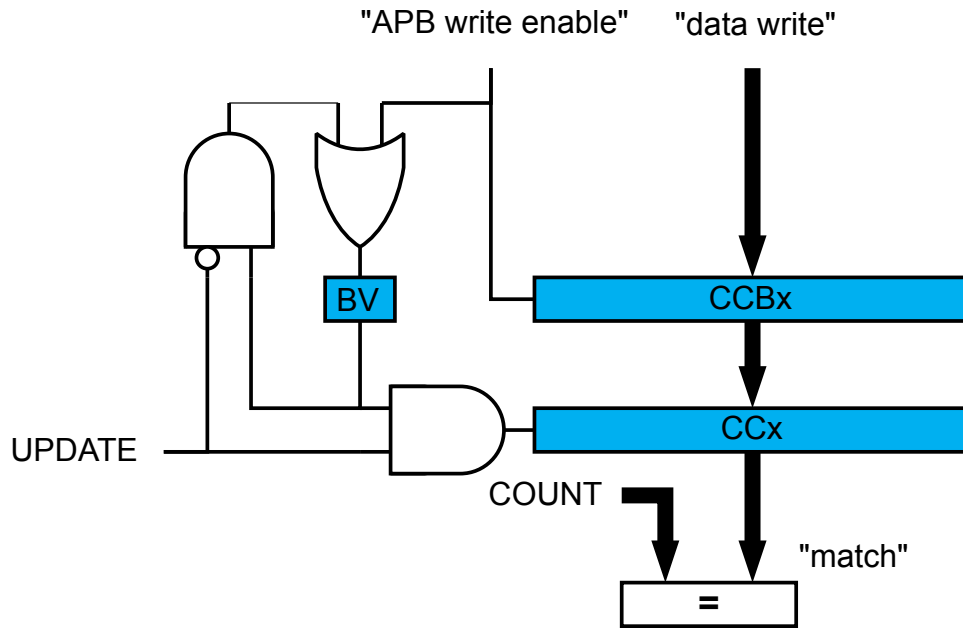 "APB write enable"
"data write"
BV
CCBx
CCx
UPDATE
COUNT
"match"
=